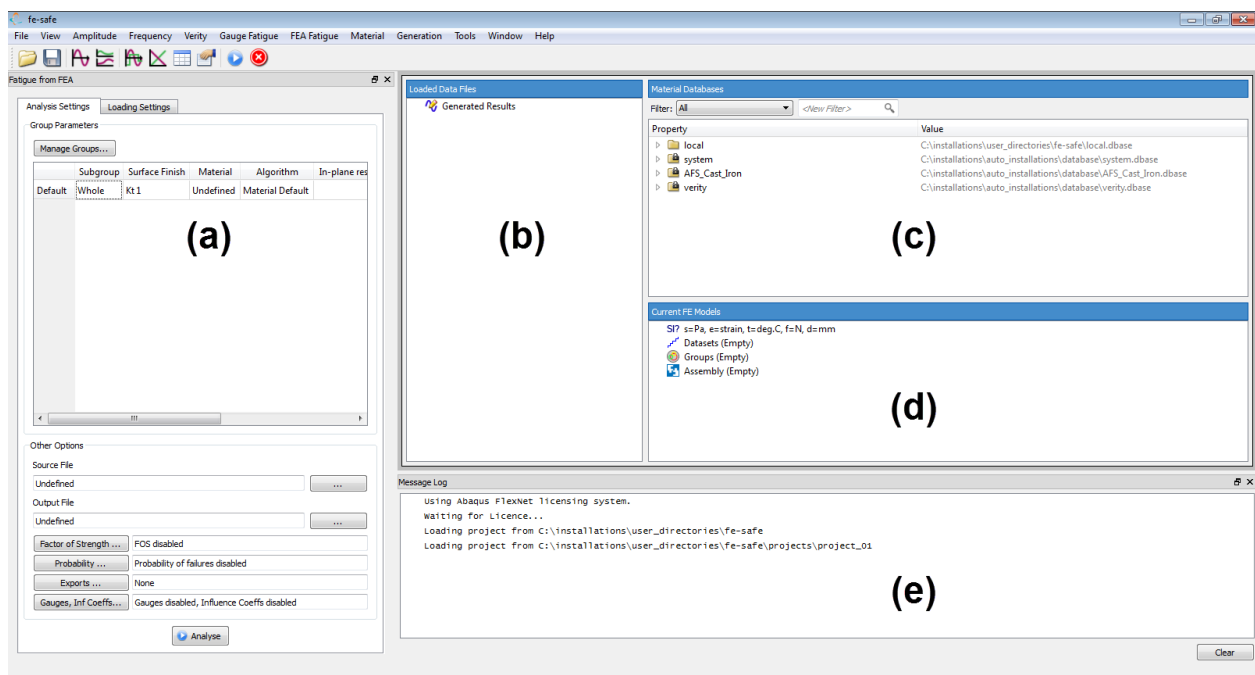 fe-safe
File View Amplitude Frequency Verity Gauge Fatigue FEA Fatigue Material Generation Tools Window Help
Fatigue from FEA
Analysis Settings Loading Settings
Group Parameters
Manage Groups...
Subgroup Surface Finish Material Algorithm In-plane res
Default Whole Kt 1 Undefined Material Default
(a)
Other Options
Source File
Undefined ...
Output File
Undefined ...
Factor of Strength ... FOS disabled
Probability ... Probability of failures disabled
Exports ... None
Gauges, Inf Coeffs... Gauges disabled, Influence Coeffs disabled
Analyse
Loaded Data Files
Generated Results
(b)
Material Databases
Filter: All <New Filter>
Property Value
local C:\installations\user_directories\fe-safe\local.dbase
system C:\installations\auto_installations\database\system.dbase
AFS_Cast_Iron C:\installations\auto_installations\database\AFS_Cast_Iron.dbase
verity C:\installations\auto_installations\database\verity.dbase
(c)
Current FE Models
SI? s=Pa, e=strain, t=deg.C, f=N, d=mm
Datasets (Empty)
Groups (Empty)
Assembly (Empty)
(d)
Message Log
Using Abaqus FlexNet licensing system.
Waiting for Licence...
Loading project from C:\installations\user_directories\fe-safe
Loading project from C:\installations\user_directories\fe-safe\projects\project_01
(e)
Clear